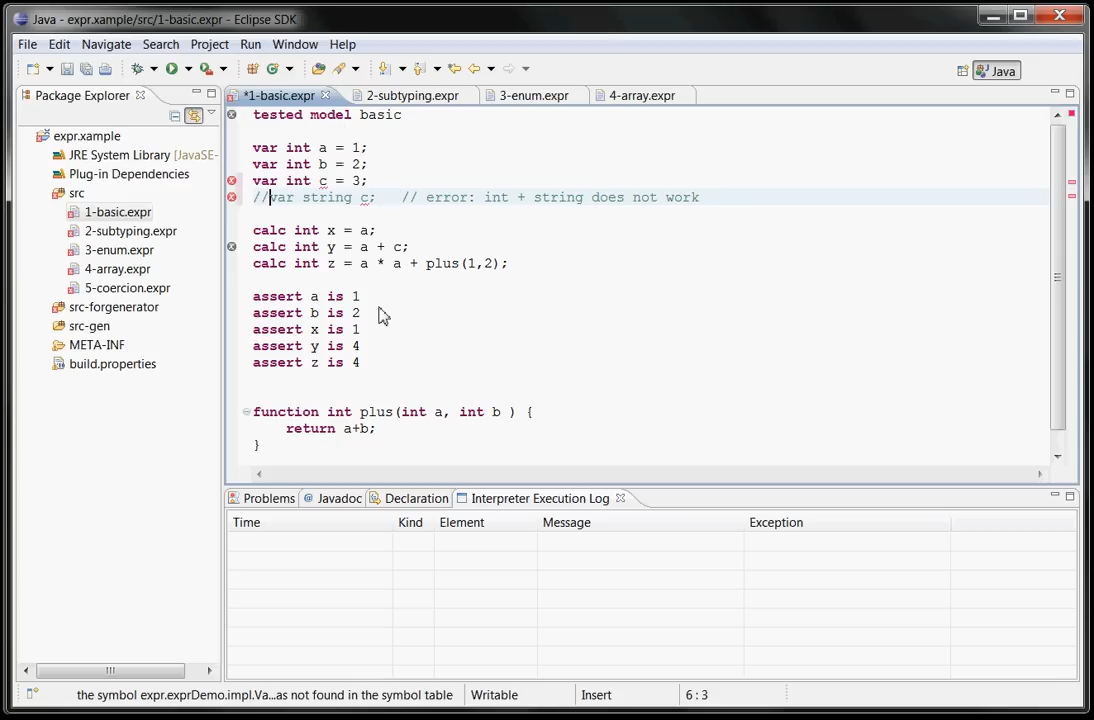 Java - expr.xample/src/1-basic.expr - Eclipse SDK
File Edit Navigate Search Project Run Window Help
Java
Package Explorer
*1-basic.expr 2-subtyping.expr 3-enum.expr 4-array.expr
expr.xample
JRE System Library [JavaSE-
Plug-in Dependencies
src
1-basic.expr
2-subtyping.expr
3-enum.expr
4-array.expr
5-coercion.expr
src-forgenerator
src-gen
META-INF
build.properties
tested model basic
var int a = 1;
var int b = 2;
var int c = 3;
//var string c; // error: int + string does not work
calc int x = a;
calc int y = a + c;
calc int z = a * a + plus(1,2);
assert a is 1
assert b is 2
assert x is 1
assert y is 4
assert z is 4
function int plus(int a, int b ) {
return a+b;
}
Problems @ Javadoc Declaration Interpreter Execution Log
Time Kind Element Message Exception
the symbol expr.exprDemo.impl.Va...as not found in the symbol table Writable Insert 6 : 3